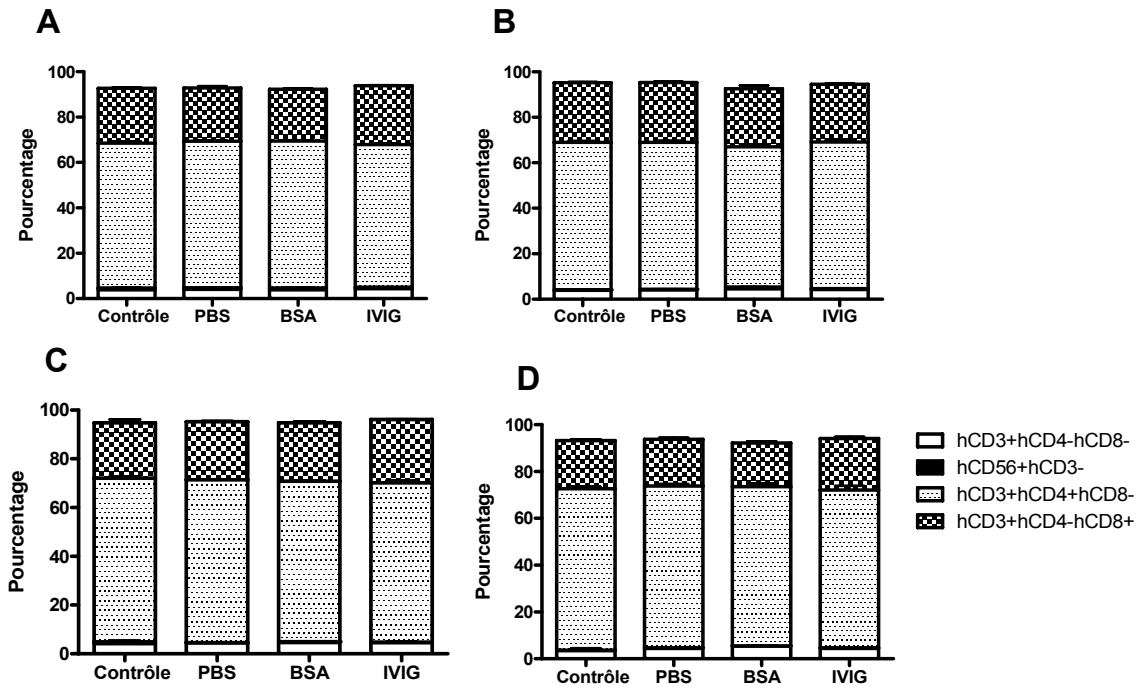 A
B
Pourcentage
100
80
60
40
20
0
Contrôle PBS BSA IVIG
Pourcentage
100
80
60
40
20
0
Contrôle PBS BSA IVIG
C
D
Pourcentage
100
80
60
40
20
0
Contrôle PBS BSA IVIG
Pourcentage
100
80
60
40
20
0
Contrôle PBS BSA IVIG
hCD3+hCD4-hCD8-
hCD56+hCD3-
hCD3+hCD4+hCD8-
hCD3+hCD4-hCD8+